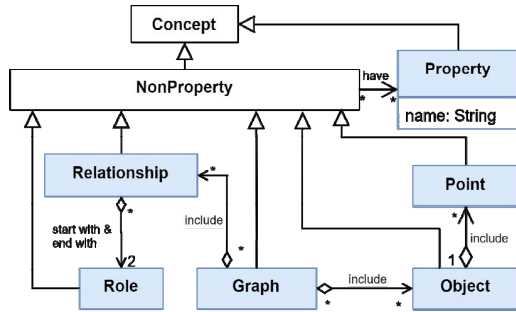 Concept
Property
name: String
have
* *
NonProperty
Relationship
*
*
Point
start with &
end with
include
*
include
2
*
1
Role
Graph
include
Object
*
*